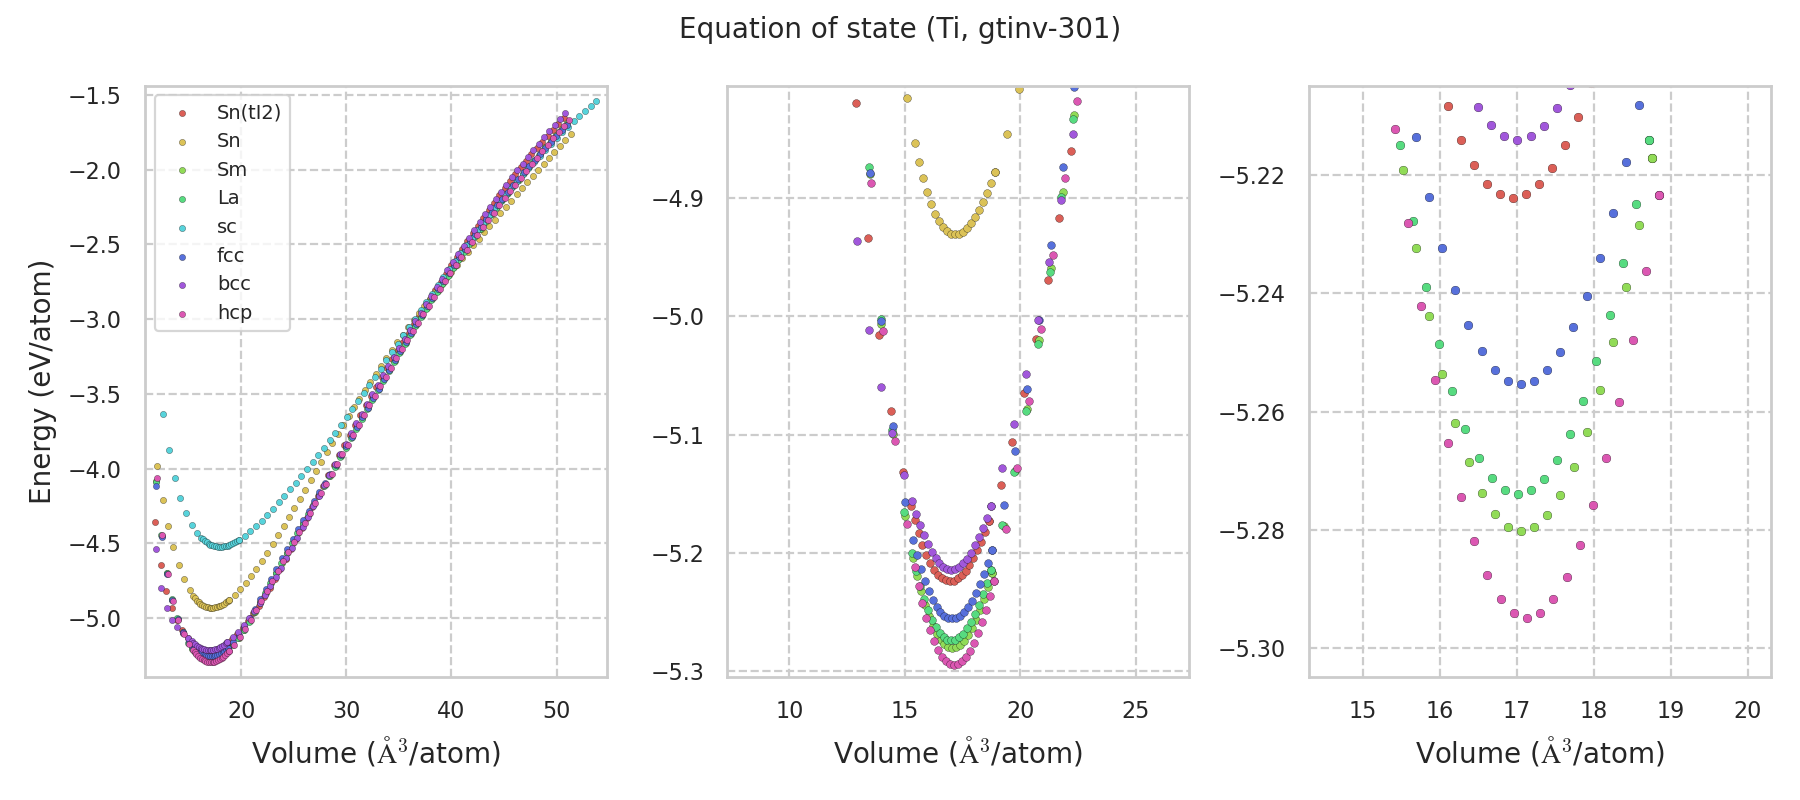 Equation of state (Ti, gtinv-301)
Energy (eV/atom)
−1.5
−2.0
−2.5
−3.0
−3.5
−4.0
−4.5
−5.0
Sn(tI2)
Sn
Sm
La
sc
fcc
bcc
hcp
20 30 40 50
Volume (Å³/atom)
−4.9
−5.0
−5.1
−5.2
−5.3
10 15 20 25
Volume (Å³/atom)
−5.22
−5.24
−5.26
−5.28
−5.30
15 16 17 18 19 20
Volume (Å³/atom)